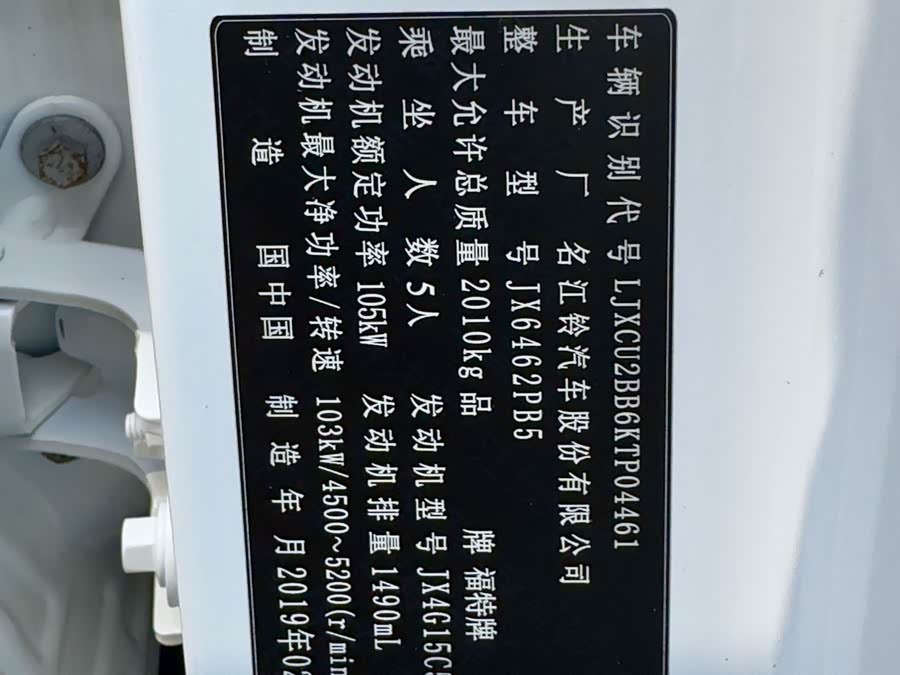 车辆识别代号 LJXCU2BB6KTP04461
生产厂名 江铃汽车股份有限公司
整车型号 JX6462PB5
最大允许总质量 2010kg 品牌 福特牌
乘坐人数 5人 发动机型号 JX4G15C5
发动机额定功率 105kW 发动机排量 1490mL
发动机最大净功率/转速 103kW/4500~5200(r/min
制造国 中国 制造年月 2019年02